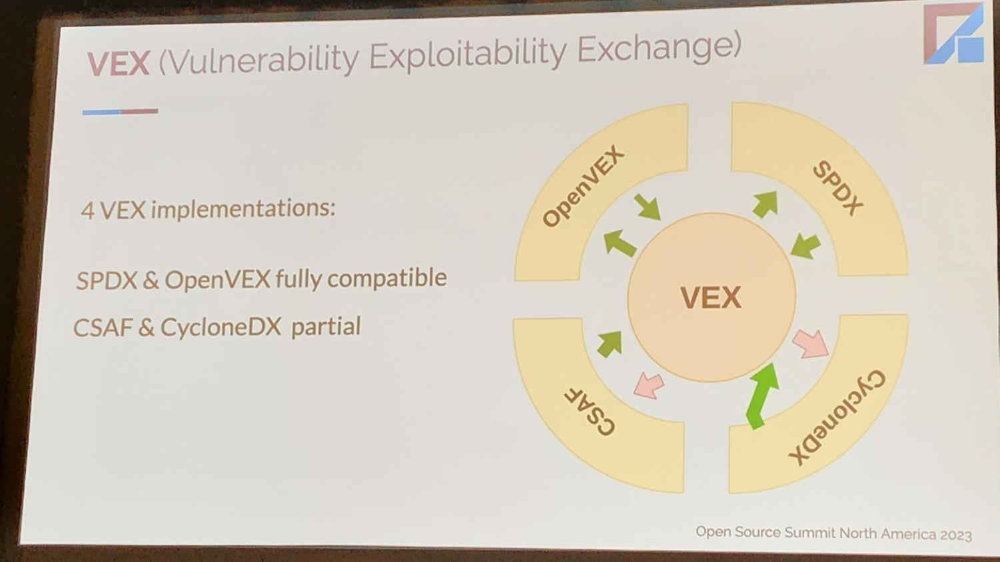 VEX (Vulnerability Exploitability Exchange)
4 VEX implementations:
SPDX & OpenVEX fully compatible
CSAF & CycloneDX partial
OpenVEX
SPDX
VEX
CSAF
CycloneDX
Open Source Summit North America 2023